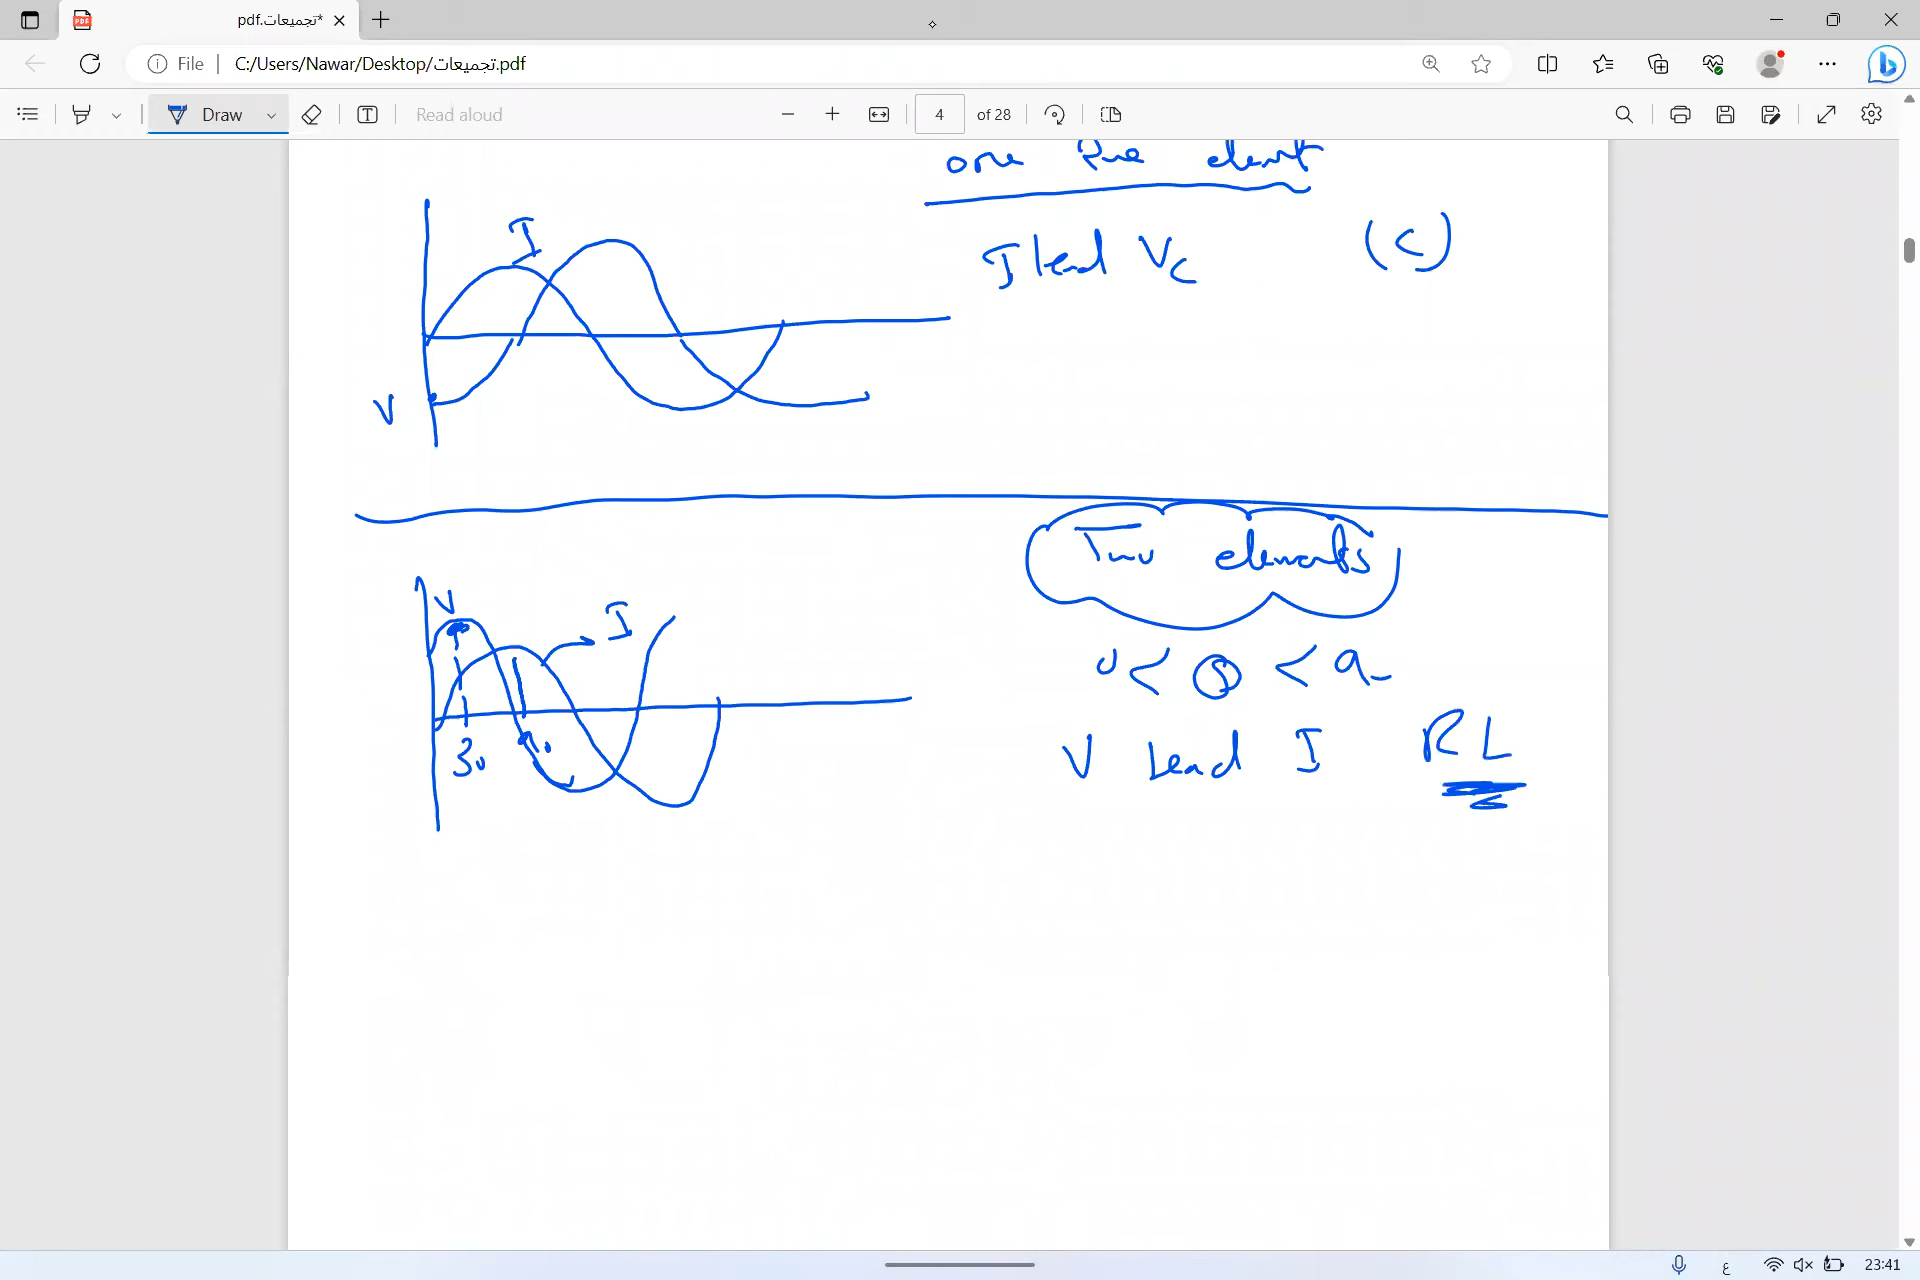 تجميعات.pdf*
File C:/Users/Nawar/Desktop/تجميعات.pdf
Draw Read aloud 4 of 28
one Pure element
I
I lead Vc (C)
V
Two elements
V
I
0 < φ < 90
30
90
V Lead I RL
ع 23:41